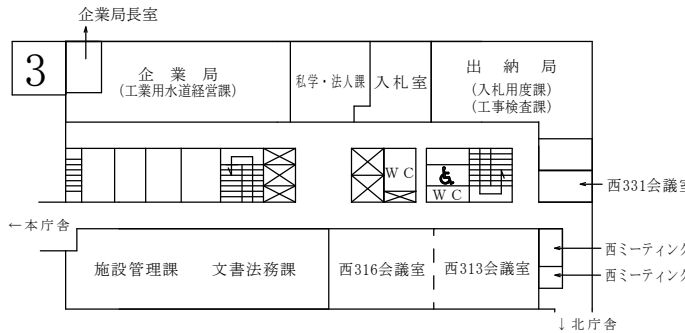 企業局長室
3
企業局
(工業用水道経営課)
私学・法人課
入札室
出納局
(入札用度課)
(工事検査課)
WC
WC
西331会議室
←本庁舎
施設管理課
文書法務課
西316会議室
西313会議室
西ミーティング
西ミーティング
↓北庁舎